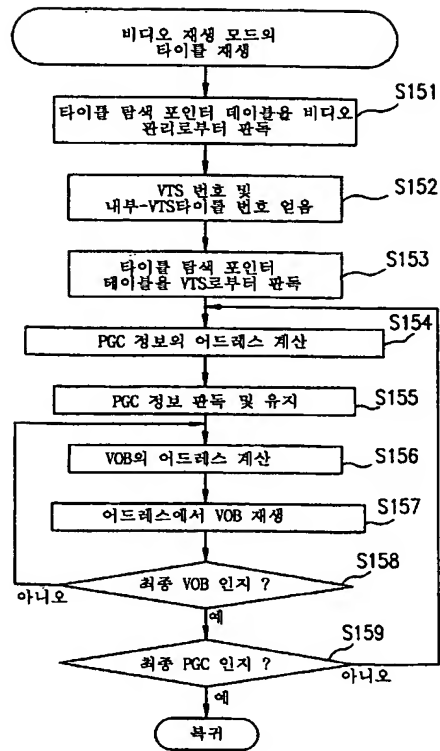 비디오 재생 모드의
타이틀 재생
S151
타이틀 탐색 포인터 테이블을 비디오
관리로부터 판독
S152
VTS 번호 및
내부-VTS타이틀 번호 얻음
S153
타이틀 탐색 포인터
테이블을 VTS로부터 판독
S154
PGC 정보의 어드레스 계산
S155
PGC 정보 판독 및 유지
S156
VOB의 어드레스 계산
S157
어드레스에서 VOB 재생
S158
최종 VOB 인지 ?
아니오
예
S159
최종 PGC 인지 ?
아니오
예
복귀